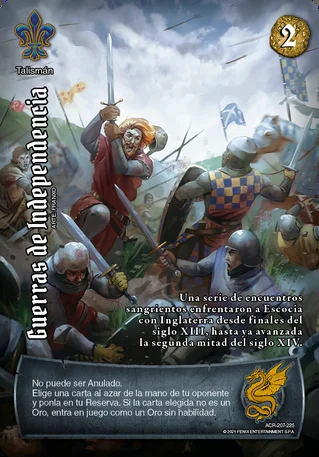 2
Talismán
Guerras de Independencia
ARTE: FRANKO
Una serie de encuentros
sangrientos enfrentaron a Escocia
con Inglaterra desde finales del
siglo XIII, hasta ya avanzada
la segunda mitad del siglo XIV.
No puede ser Anulado.
Elige una carta al azar de la mano de tu oponente
y ponla en tu Reserva. Si la carta elegida no es un
Oro, entra en juego como un Oro sin habilidad.
ACR-207-225
© 2021 FENIX ENTERTAINMENT S.P.A.